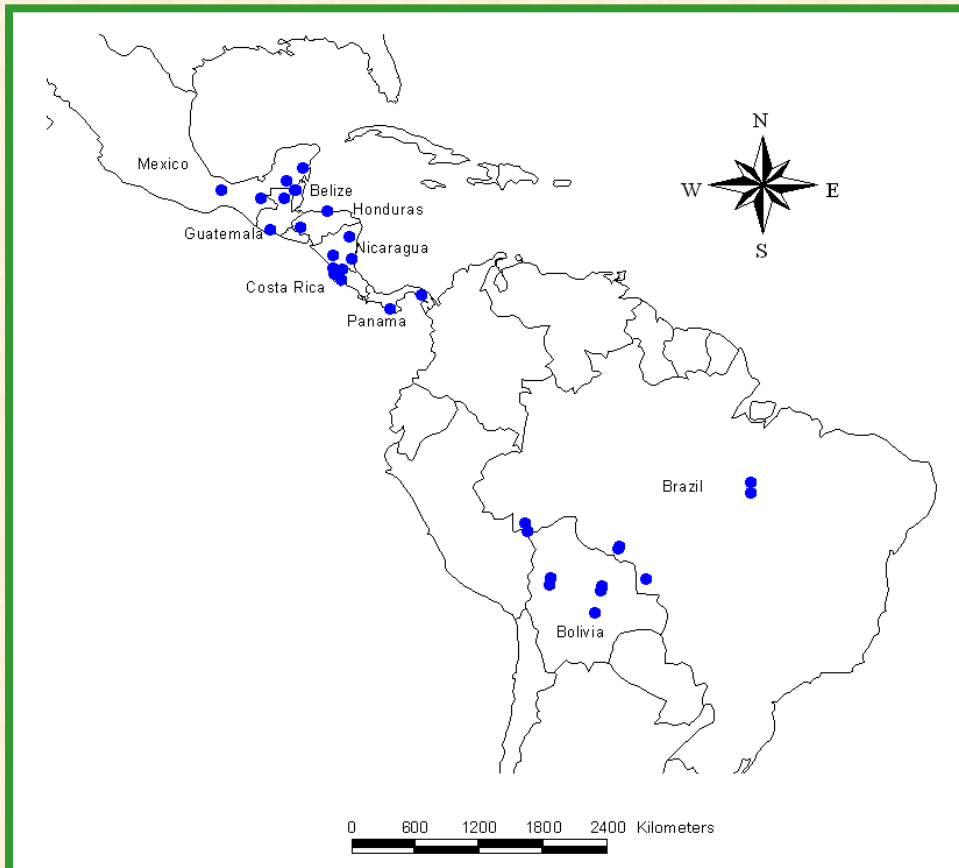 N
Mexico
W
E
Belize
Honduras
Guatemala
S
Nicaragua
Costa Rica
Panama
Brazil
Bolivia
0 600 1200 1800 2400 Kilometers